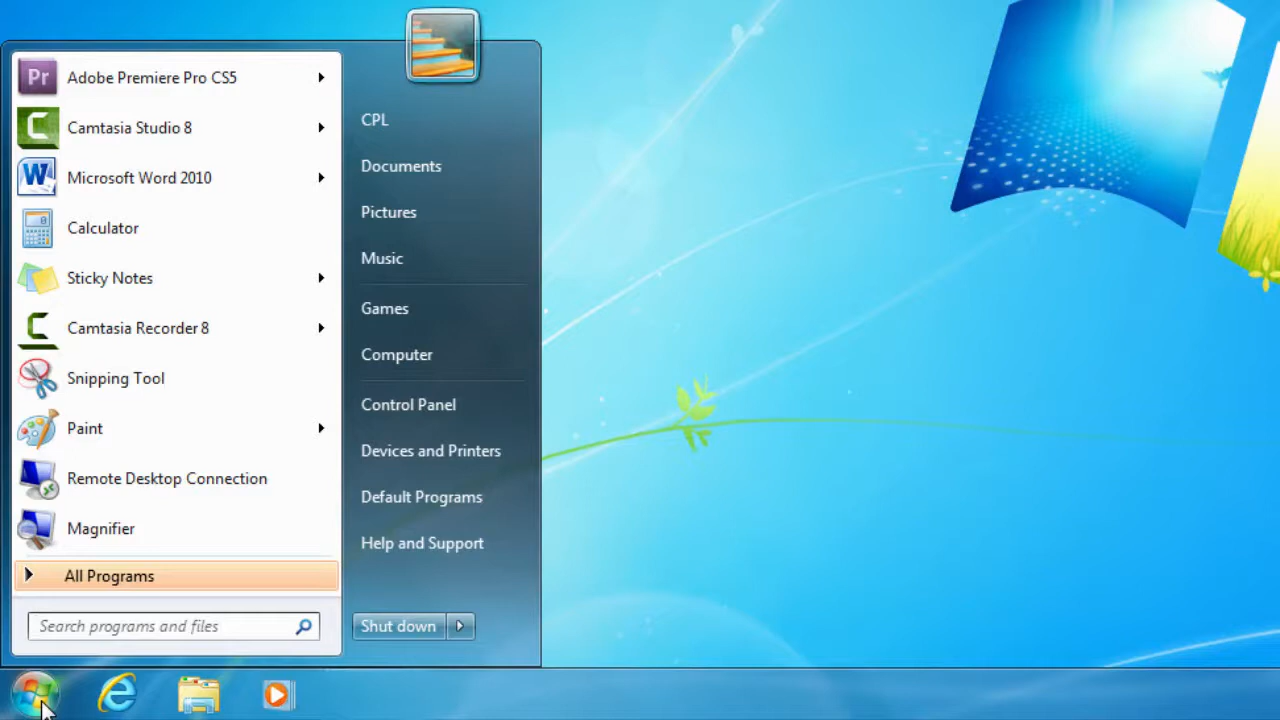 Pr
Adobe Premiere Pro CS5
Camtasia Studio 8
Microsoft Word 2010
Calculator
Sticky Notes
Camtasia Recorder 8
Snipping Tool
Paint
Remote Desktop Connection
Magnifier
All Programs
Search programs and files
CPL
Documents
Pictures
Music
Games
Computer
Control Panel
Devices and Printers
Default Programs
Help and Support
Shut down